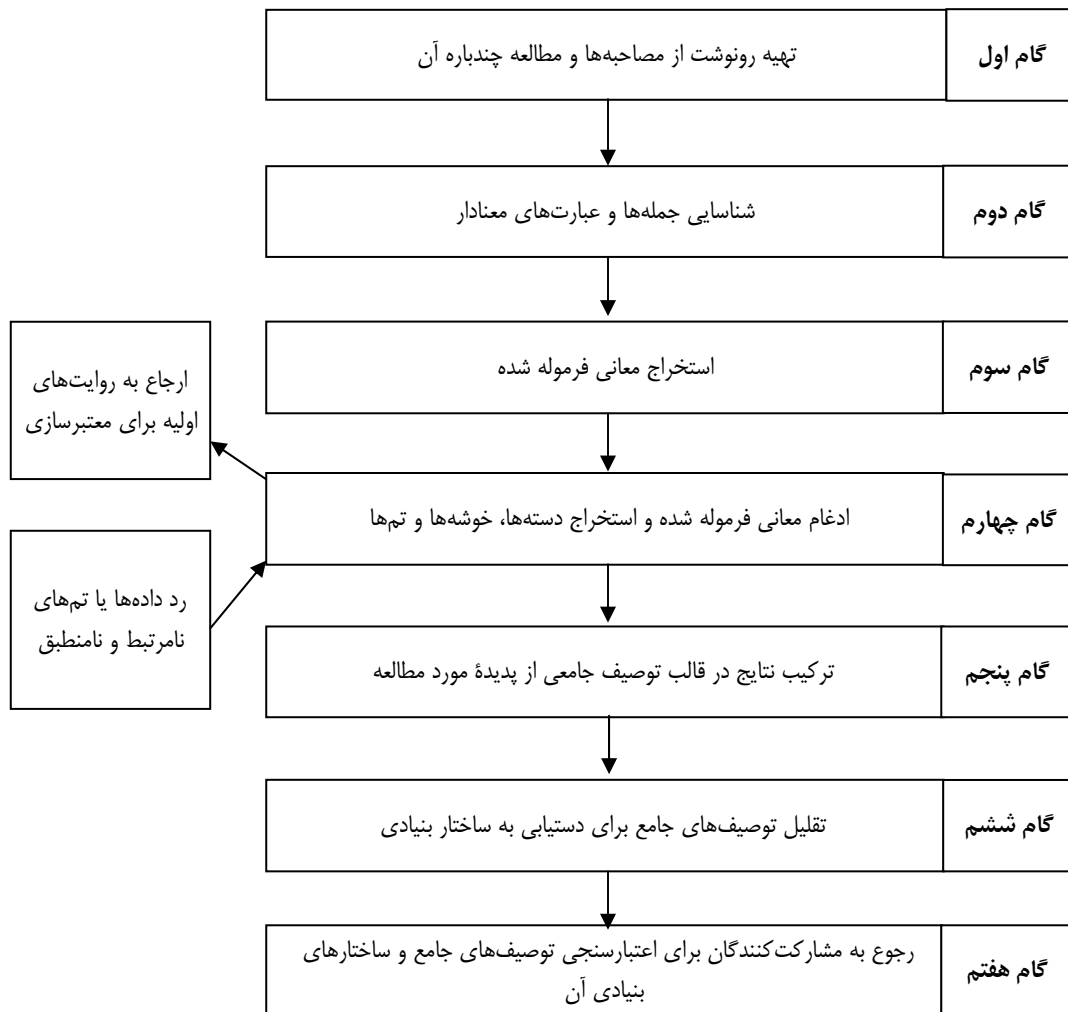 گام اول
تهیه رونوشت از مصاحبه‌ها و مطالعه چندباره آن
گام دوم
شناسایی جمله‌ها و عبارت‌های معنادار
گام سوم
استخراج معانی فرموله شده
ارجاع به روایت‌های
اولیه برای معتبرسازی
گام چهارم
ادغام معانی فرموله شده و استخراج دسته‌ها، خوشه‌ها و تم‌ها
رد داده‌ها یا تم‌های
نامرتبط و نامنطبق
گام پنجم
ترکیب نتایج در قالب توصیف جامعی از پدیدهٔ مورد مطالعه
گام ششم
تقلیل توصیف‌های جامع برای دستیابی به ساختار بنیادی
گام هفتم
رجوع به مشارکت‌کنندگان برای اعتبارسنجی توصیف‌های جامع و ساختارهای
بنیادی آن